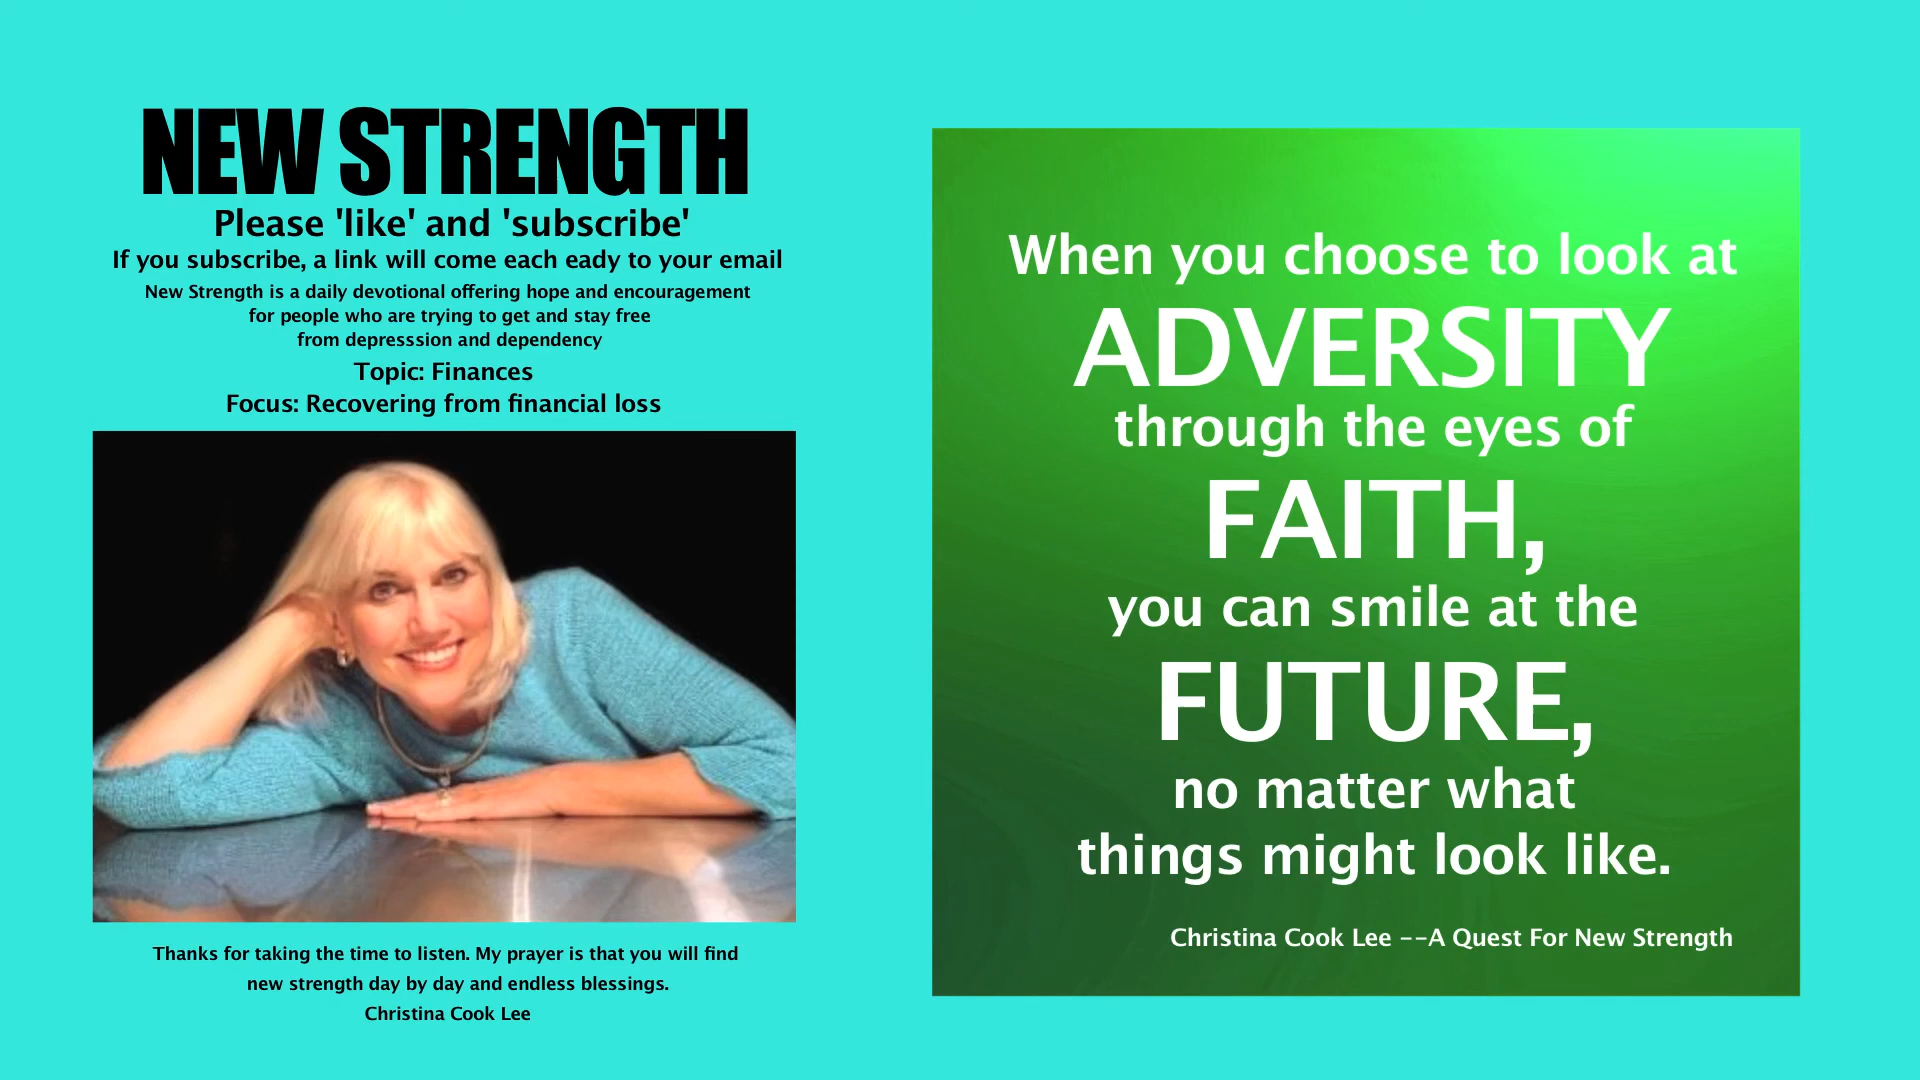 NEW STRENGTH
Please 'like' and 'subscribe'
If you subscribe, a link will come each eady to your email
New Strength is a daily devotional offering hope and encouragement
for people who are trying to get and stay free
from depresssion and dependency
Topic: Finances
Focus: Recovering from financial loss
Thanks for taking the time to listen. My prayer is that you will find
new strength day by day and endless blessings.
Christina Cook Lee
When you choose to look at
ADVERSITY
through the eyes of
FAITH,
you can smile at the
FUTURE,
no matter what
things might look like.
Christina Cook Lee --A Quest For New Strength